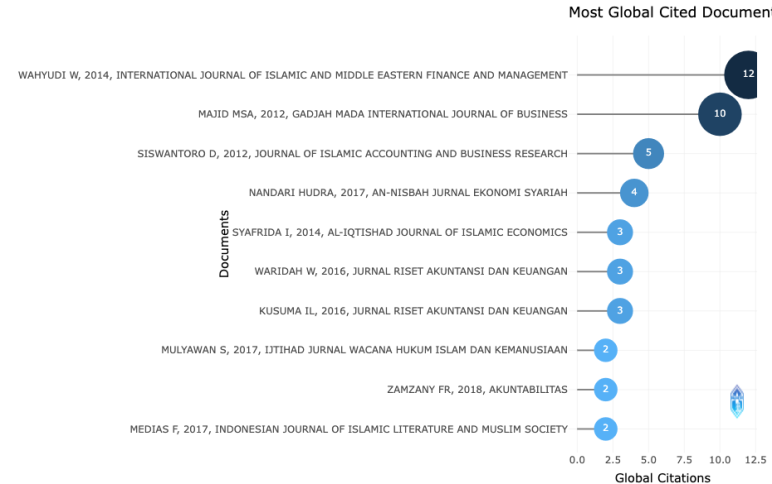 Most Global Cited Document
WAHYUDI W, 2014, INTERNATIONAL JOURNAL OF ISLAMIC AND MIDDLE EASTERN FINANCE AND MANAGEMENT
12
MAJID MSA, 2012, GADJAH MADA INTERNATIONAL JOURNAL OF BUSINESS
10
SISWANTORO D, 2012, JOURNAL OF ISLAMIC ACCOUNTING AND BUSINESS RESEARCH
5
NANDARI HUDRA, 2017, AN-NISBAH JURNAL EKONOMI SYARIAH
4
Documents
SYAFRIDA I, 2014, AL-IQTISHAD JOURNAL OF ISLAMIC ECONOMICS
3
WARIDAH W, 2016, JURNAL RISET AKUNTANSI DAN KEUANGAN
3
KUSUMA IL, 2016, JURNAL RISET AKUNTANSI DAN KEUANGAN
3
MULYAWAN S, 2017, IJTIHAD JURNAL WACANA HUKUM ISLAM DAN KEMANUSIAAN
2
ZAMZANY FR, 2018, AKUNTABILITAS
2
MEDIAS F, 2017, INDONESIAN JOURNAL OF ISLAMIC LITERATURE AND MUSLIM SOCIETY
2
0.0 2.5 5.0 7.5 10.0 12.5
Global Citations